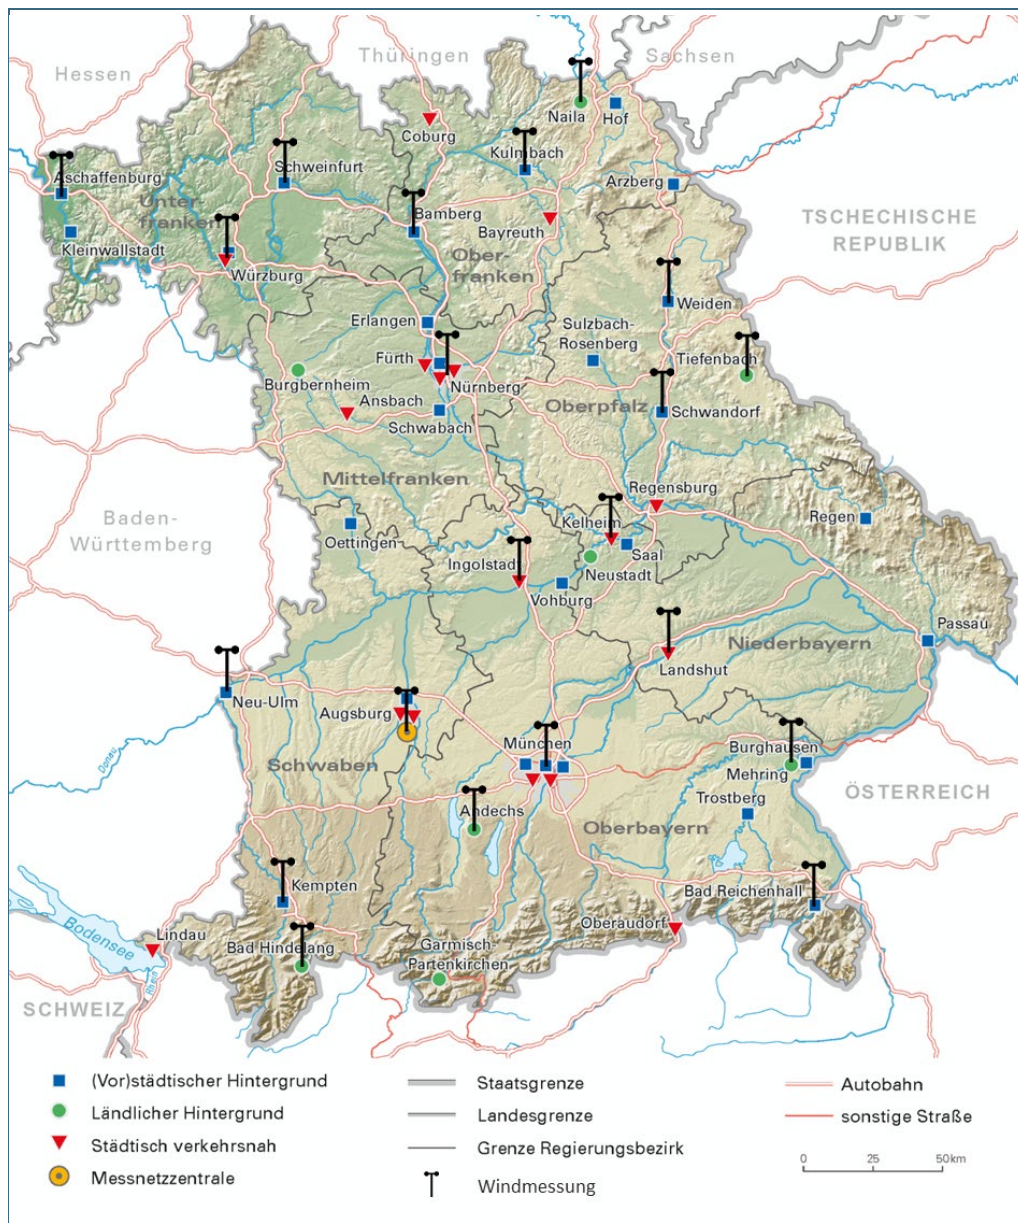 Thüringen
Sachsen
Hessen
Naila
Hof
Coburg
Kulmbach
Schweinfurt
Aschaffenburg
Arzberg
Unter-
franken
Bamberg
TSCHECHISCHE
REPUBLIK
Bayreuth
Kleinwallstadt
Ober-
franken
Würzburg
Weiden
Erlangen
Sulzbach-
Rosenberg
Fürth
Tiefenbach
Burgbernheim
Nürnberg
Ansbach
Oberpfalz
Schwandorf
Schwabach
Mittelfranken
Regensburg
Baden-
Württemberg
Kelheim
Regen
Oettingen
Saal
Ingolstad
Neustadt
Vohburg
Passau
Niederbayern
Landshut
Neu-Ulm
Augsburg
Donau
München
Burghausen
Schwaben
Mehring
ÖSTERREICH
Trostberg
Andechs
Oberbayern
Kempten
Bad Reichenhall
Oberaudorf
Bodensee
Lindau
Bad Hindelang
Garmisch-
Partenkirchen
Rhein
SCHWEIZ
(Vor)städtischer Hintergrund
Ländlicher Hintergrund
Städtisch verkehrsnah
Messnetzzentrale
Staatsgrenze
Landesgrenze
Grenze Regierungsbezirk
Windmessung
Autobahn
sonstige Straße
0 25 50km